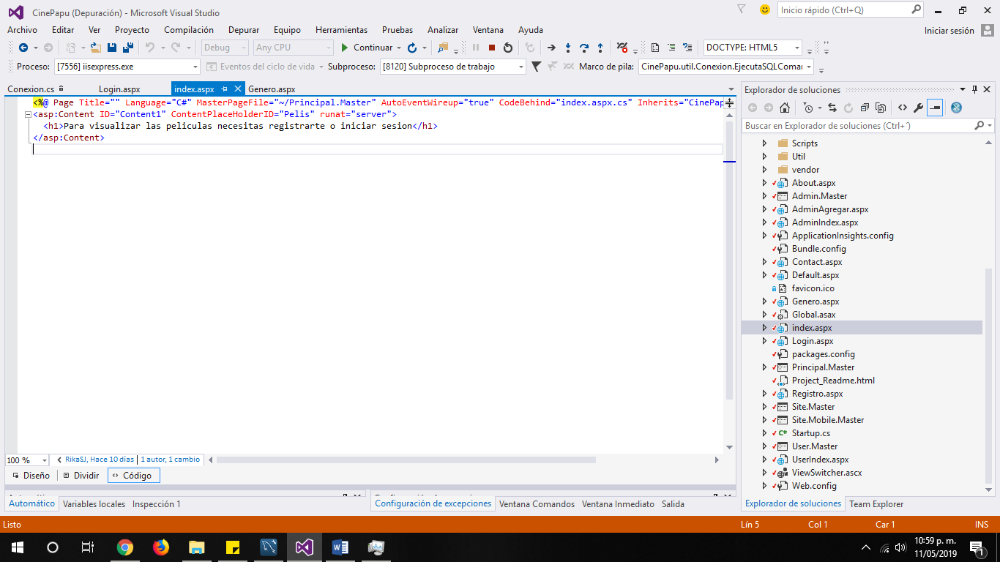 CinePapu (Depuración) - Microsoft Visual Studio
Inicio rápido (Ctrl+Q)
Archivo Editar Ver Proyecto Compilación Depurar Equipo Herramientas Pruebas Analizar Ventana Ayuda
Iniciar sesión
Debug Any CPU Continuar DOCTYPE: HTML5
Proceso: [7556] iisexpress.exe Eventos del ciclo de vida Subproceso: [8120] Subproceso de trabajo Marco de pila: CinePapu.util.Conexion.EjecutaSQLComar
Conexion.cs Login.aspx index.aspx Genero.aspx
<%@ Page Title="" Language="C#" MasterPageFile="~/Principal.Master" AutoEventWireup="true" CodeBehind="index.aspx.cs" Inherits="CinePap
<asp:Content ID="Content1" ContentPlaceHolderID="Pelis" runat="server">
<h1>Para visualizar las peliculas necesitas registrarte o iniciar sesion</h1>
</asp:Content>
100 % RikaSJ, Hace 10 días | 1 autor, 1 cambio
Diseño Dividir Código
Automático Variables locales Inspección 1
Configuración de excepciones Ventana Comandos Ventana Inmediato Salida
Explorador de soluciones
Buscar en Explorador de soluciones (Ctrl+´)
Scripts
Util
vendor
About.aspx
Admin.Master
AdminAgregar.aspx
AdminIndex.aspx
ApplicationInsights.config
Bundle.config
Contact.aspx
Default.aspx
favicon.ico
Genero.aspx
Global.asax
index.aspx
Login.aspx
packages.config
Principal.Master
Project_Readme.html
Registro.aspx
Site.Master
Site.Mobile.Master
Startup.cs
User.Master
UserIndex.aspx
ViewSwitcher.ascx
Web.config
Explorador de soluciones Team Explorer
Listo Lín 5 Col 1 Car 1 INS
10:59 p. m.
11/05/2019
1